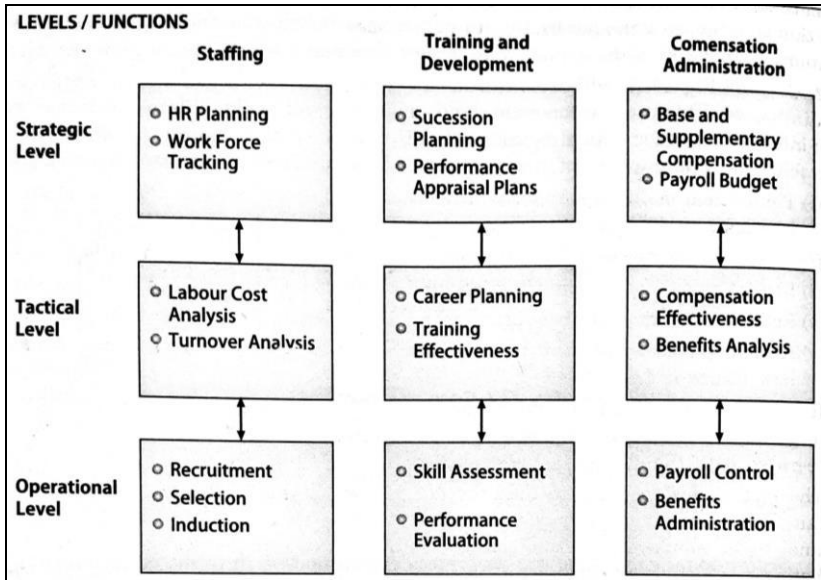 LEVELS / FUNCTIONS
Staffing
Training and
Development
Comensation
Administration
Strategic
Level
HR Planning
Work Force
Tracking
Sucession
Planning
Performance
Appraisal Plans
Base and
Supplementary
Compensation
Payroll Budget
Tactical
Level
Labour Cost
Analysis
Turnover Analysis
Career Planning
Training
Effectiveness
Compensation
Effectiveness
Benefits Analysis
Operational
Level
Recruitment
Selection
Induction
Skill Assessment
Performance
Evaluation
Payroll Control
Benefits
Administration